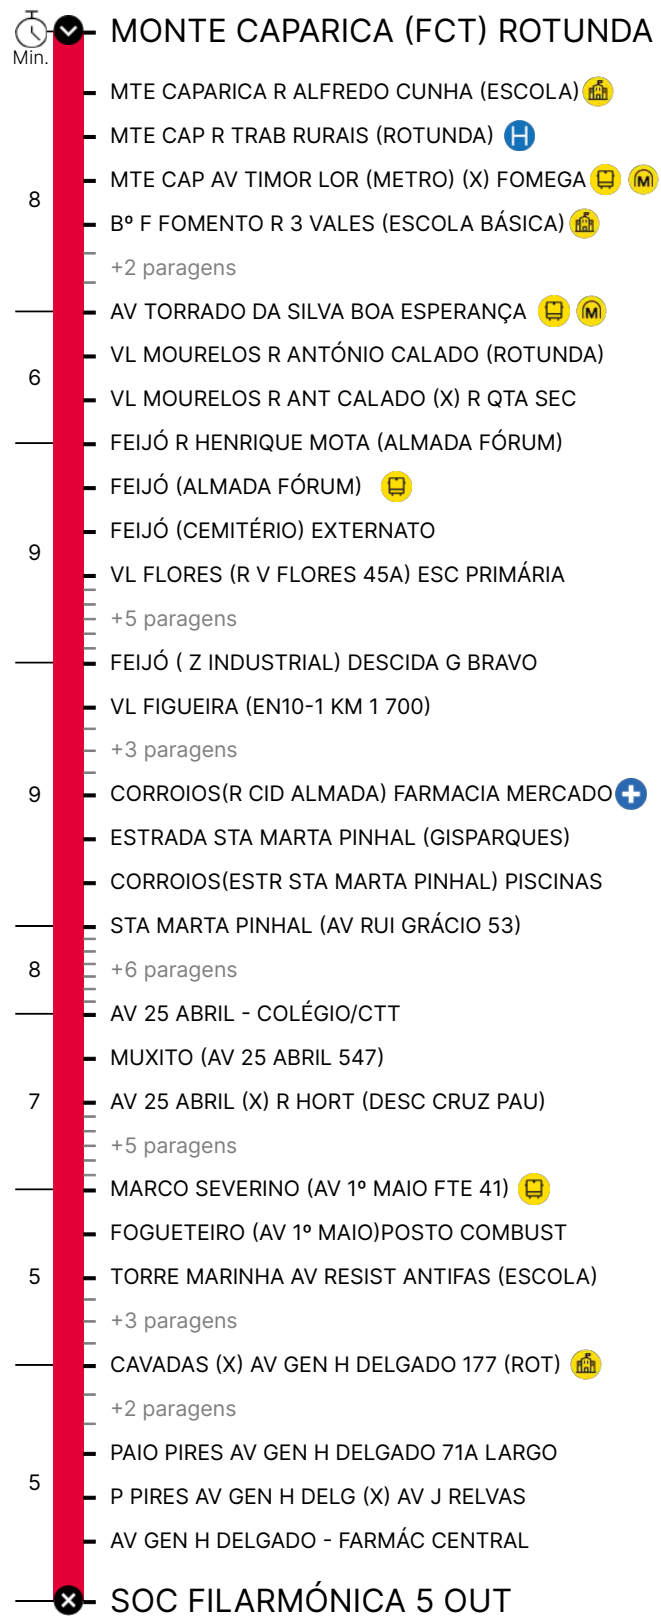 MONTE CAPARICA (FCT) ROTUNDA
Min.
MTE CAPARICA R ALFREDO CUNHA (ESCOLA)
MTE CAP R TRAB RURAIS (ROTUNDA) H
MTE CAP AV TIMOR LOR (METRO) (X) FOMEGA M
8
Bº F FOMENTO R 3 VALES (ESCOLA BÁSICA)
+2 paragens
AV TORRADO DA SILVA BOA ESPERANÇA M
VL MOURELOS R ANTÓNIO CALADO (ROTUNDA)
6
VL MOURELOS R ANT CALADO (X) R QTA SEC
FEIJÓ R HENRIQUE MOTA (ALMADA FÓRUM)
FEIJÓ (ALMADA FÓRUM)
FEIJÓ (CEMITÉRIO) EXTERNATO
9
VL FLORES (R V FLORES 45A) ESC PRIMÁRIA
+5 paragens
FEIJÓ ( Z INDUSTRIAL) DESCIDA G BRAVO
VL FIGUEIRA (EN10-1 KM 1 700)
+3 paragens
9 CORROIOS(R CID ALMADA) FARMACIA MERCADO
ESTRADA STA MARTA PINHAL (GISPARQUES)
CORROIOS(ESTR STA MARTA PINHAL) PISCINAS
STA MARTA PINHAL (AV RUI GRÁCIO 53)
8 +6 paragens
AV 25 ABRIL - COLÉGIO/CTT
MUXITO (AV 25 ABRIL 547)
7 AV 25 ABRIL (X) R HORT (DESC CRUZ PAU)
+5 paragens
MARCO SEVERINO (AV 1º MAIO FTE 41)
FOGUETEIRO (AV 1º MAIO)POSTO COMBUST
5 TORRE MARINHA AV RESIST ANTIFAS (ESCOLA)
+3 paragens
CAVADAS (X) AV GEN H DELGADO 177 (ROT)
+2 paragens
PAIO PIRES AV GEN H DELGADO 71A LARGO
5
P PIRES AV GEN H DELG (X) AV J RELVAS
AV GEN H DELGADO - FARMÁC CENTRAL
SOC FILARMÓNICA 5 OUT